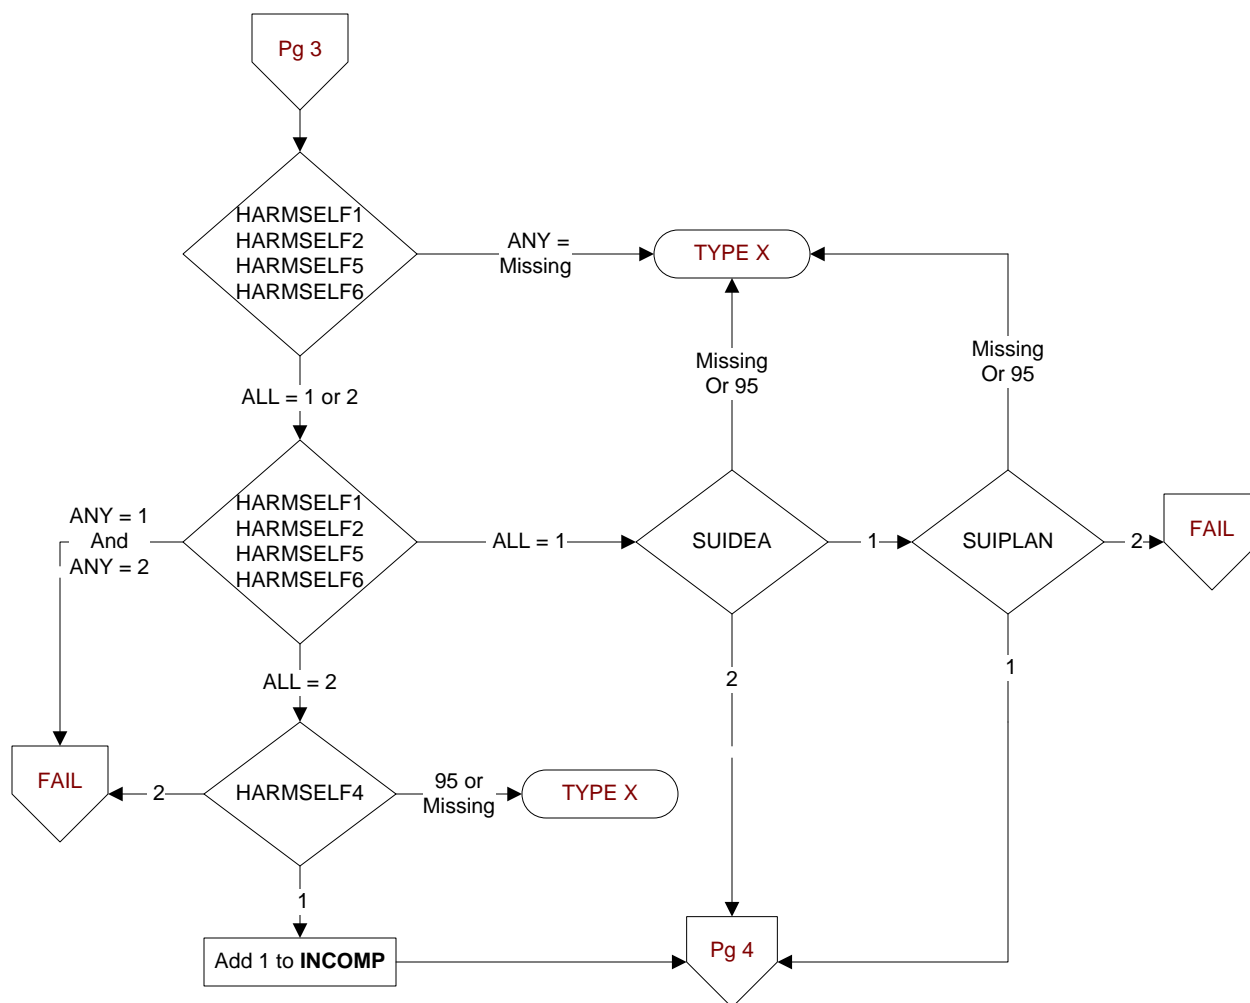 Pg 3
HARMSELF1
HARMSELF2
HARMSELF5
HARMSELF6
ANY =
Missing
TYPE X
Missing
Or 95
Missing
Or 95
ALL = 1 or 2
HARMSELF1
HARMSELF2
HARMSELF5
HARMSELF6
ANY = 1
And
ANY = 2
ALL = 1
SUIDEA
1
SUIPLAN
2
FAIL
ALL = 2
2
1
FAIL
2
HARMSELF4
95 or
Missing
TYPE X
1
Add 1 to INCOMP
Pg 4